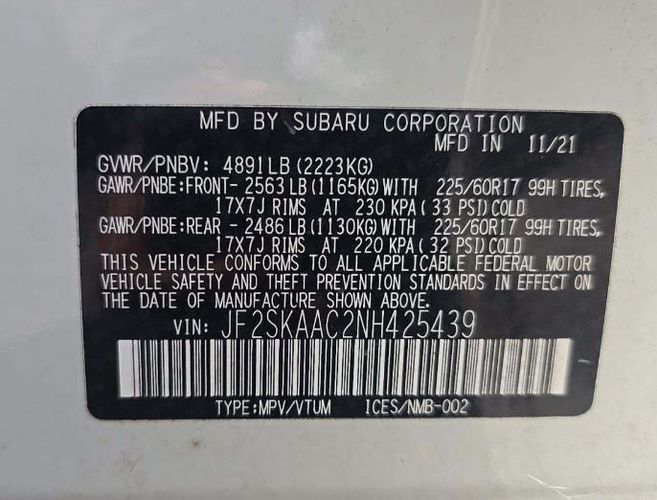 MFD BY SUBARU CORPORATION
MFD IN 11/21
GVWR/PNBV: 4891LB (2223KG)
GAWR/PNBE:FRONT- 2563LB(1165KG)WITH 225/60R17 99H TIRES,
17X7J RIMS AT 230 KPA(33 PSI)COLD
GAWR/PNBE:REAR - 2486LB(1130KG)WITH 225/60R17 99H TIRES,
17X7J RIMS AT 220 KPA(32 PSI)COLD
THIS VEHICLE CONFORMS TO ALL APPLICABLE FEDERAL MOTOR
VEHICLE SAFETY AND THEFT PREVENTION STANDARDS IN EFFECT ON
THE DATE OF MANUFACTURE SHOWN ABOVE.
VIN: JF2SKAAC2NH425439
TYPE:MPV/VTUM ICES/NMB-002